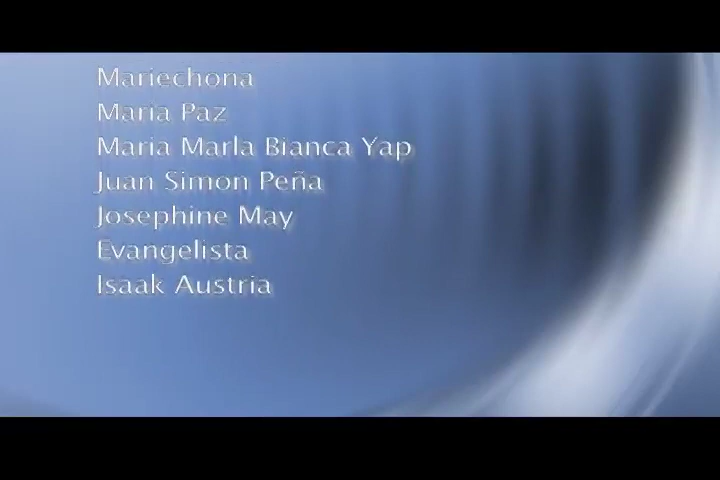 Mariechona
Maria Paz
Maria Marla Bianca Yap
Juan Simon Peña
Josephine May
Evangelista
Isaak Austria